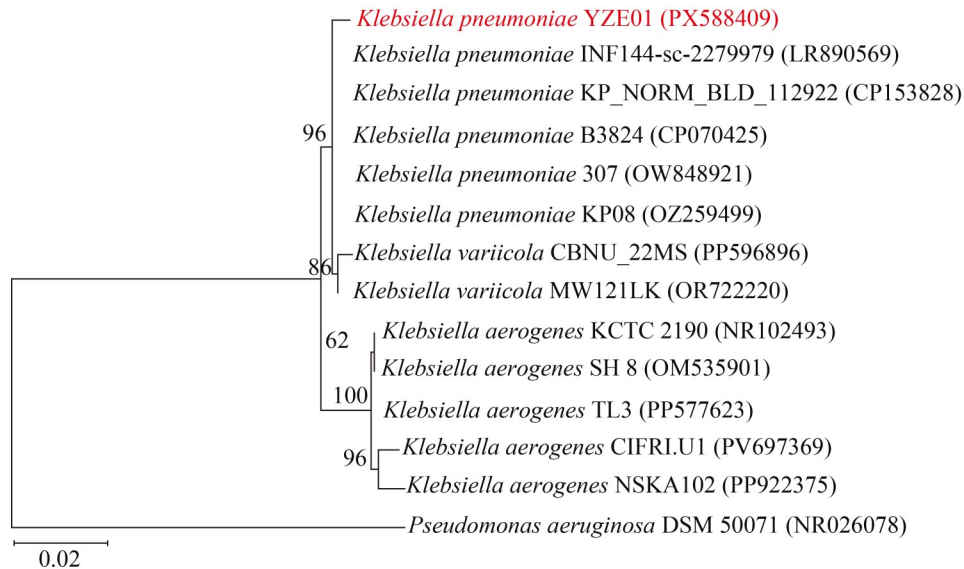 Klebsiella pneumoniae YZE01 (PX588409)
Klebsiella pneumoniae INF144-sc-2279979 (LR890569)
Klebsiella pneumoniae KP_NORM_BLD_112922 (CP153828)
96
Klebsiella pneumoniae B3824 (CP070425)
Klebsiella pneumoniae 307 (OW848921)
Klebsiella pneumoniae KP08 (OZ259499)
Klebsiella variicola CBNU_22MS (PP596896)
86
Klebsiella variicola MW121LK (OR722220)
Klebsiella aerogenes KCTC 2190 (NR102493)
62
Klebsiella aerogenes SH 8 (OM535901)
100
Klebsiella aerogenes TL3 (PP577623)
Klebsiella aerogenes CIFRI.U1 (PV697369)
96
Klebsiella aerogenes NSKA102 (PP922375)
Pseudomonas aeruginosa DSM 50071 (NR026078)
0.02